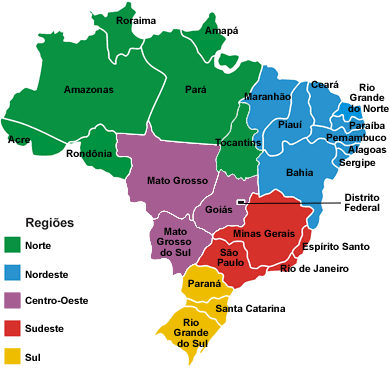 Roraima
Amapá
Amazonas
Pará
Acre
Rondônia
Tocantins
Maranhão
Piauí
Ceará
Rio
Grande
do Norte
Paraíba
Pernambuco
Alagoas
Sergipe
Bahia
Mato Grosso
Goiás
Distrito
Federal
Mato
Grosso
do Sul
Minas Gerais
Espírito Santo
São
Paulo
Rio de Janeiro
Paraná
Santa Catarina
Rio
Grande
do Sul
Regiões
Norte
Nordeste
Centro-Oeste
Sudeste
Sul